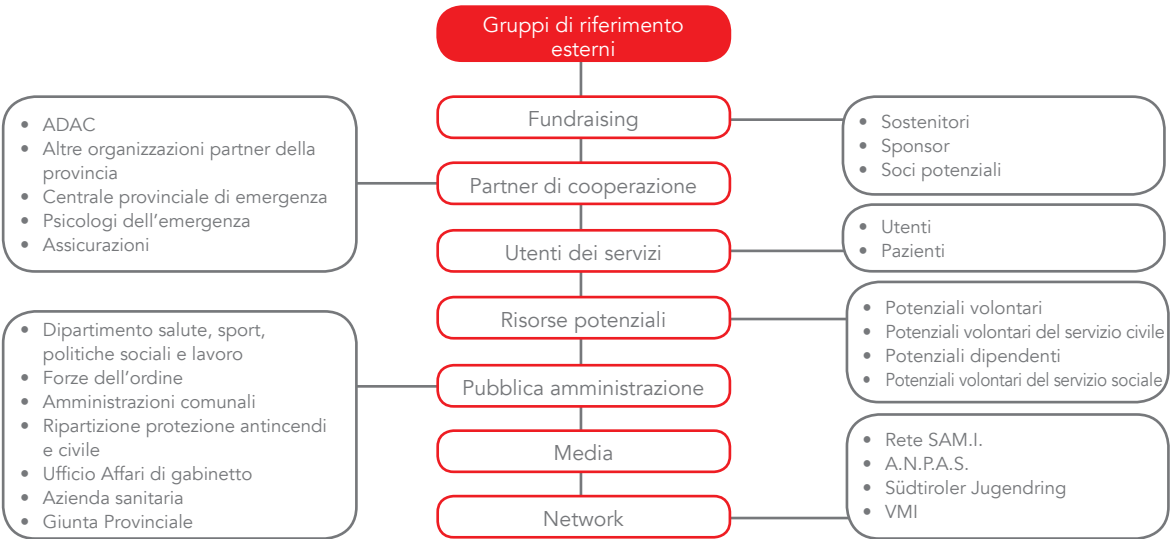 Gruppi di riferimento
esterni
Fundraising
• Sostenitori
• Sponsor
• Soci potenziali
Partner di cooperazione
• ADAC
• Altre organizzazioni partner della
provincia
• Centrale provinciale di emergenza
• Psicologi dell'emergenza
• Assicurazioni
Utenti dei servizi
• Utenti
• Pazienti
Risorse potenziali
• Potenziali volontari
• Potenziali volontari del servizio civile
• Potenziali dipendenti
• Potenziali volontari del servizio sociale
Pubblica amministrazione
• Dipartimento salute, sport,
politiche sociali e lavoro
• Forze dell'ordine
• Amministrazioni comunali
• Ripartizione protezione antincendi
e civile
• Ufficio Affari di gabinetto
• Azienda sanitaria
• Giunta Provinciale
Media
Network
• Rete SAM.I.
• A.N.P.A.S.
• Südtiroler Jugendring
• VMI